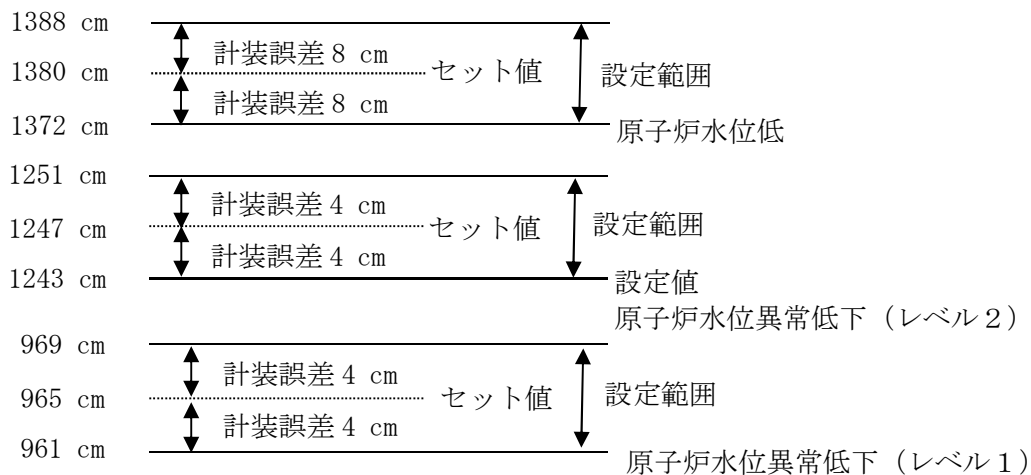 1388 cm
計装誤差8 cm
1380 cm セット値 設定範囲
計装誤差8 cm
1372 cm 原子炉水位低
1251 cm
計装誤差4 cm
1247 cm セット値 設定範囲
計装誤差4 cm
1243 cm 設定値
原子炉水位異常低下（レベル２）
969 cm
計装誤差4 cm
965 cm セット値 設定範囲
計装誤差4 cm
961 cm 原子炉水位異常低下（レベル１）